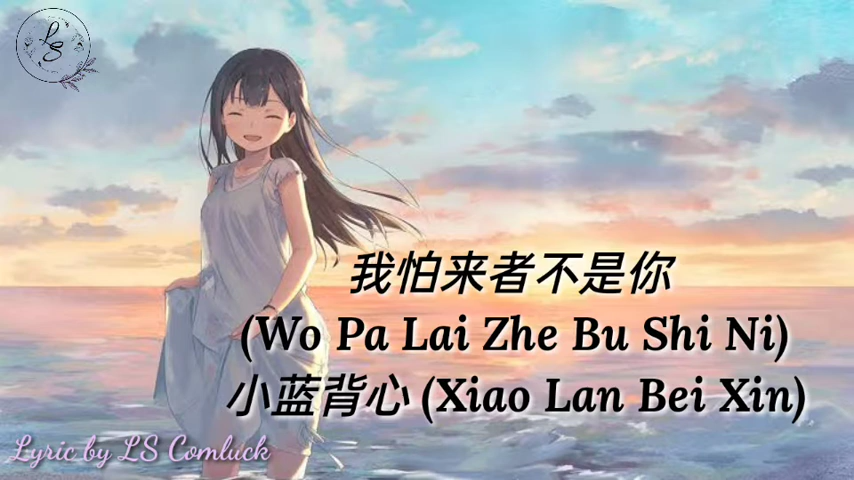 LS
我怕来者不是你
(Wo Pa Lai Zhe Bu Shi Ni)
小蓝背心 (Xiao Lan Bei Xin)
Lyric by LS Comluck